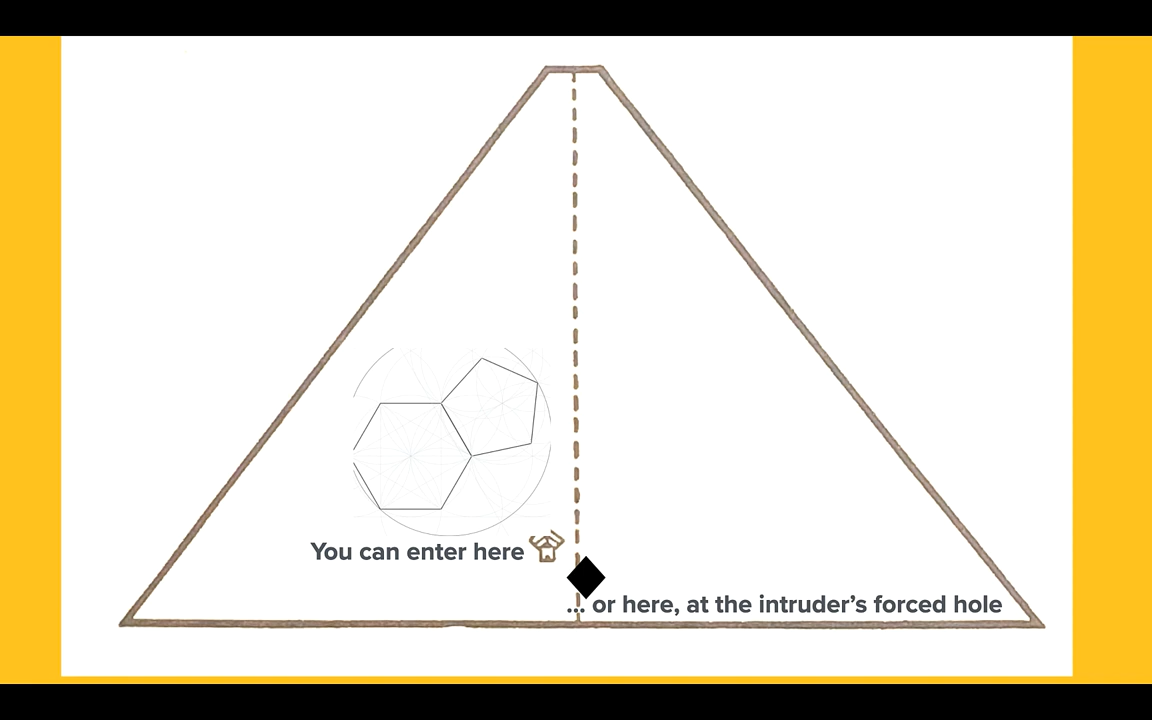 You can enter here
... or here, at the intruder’s forced hole